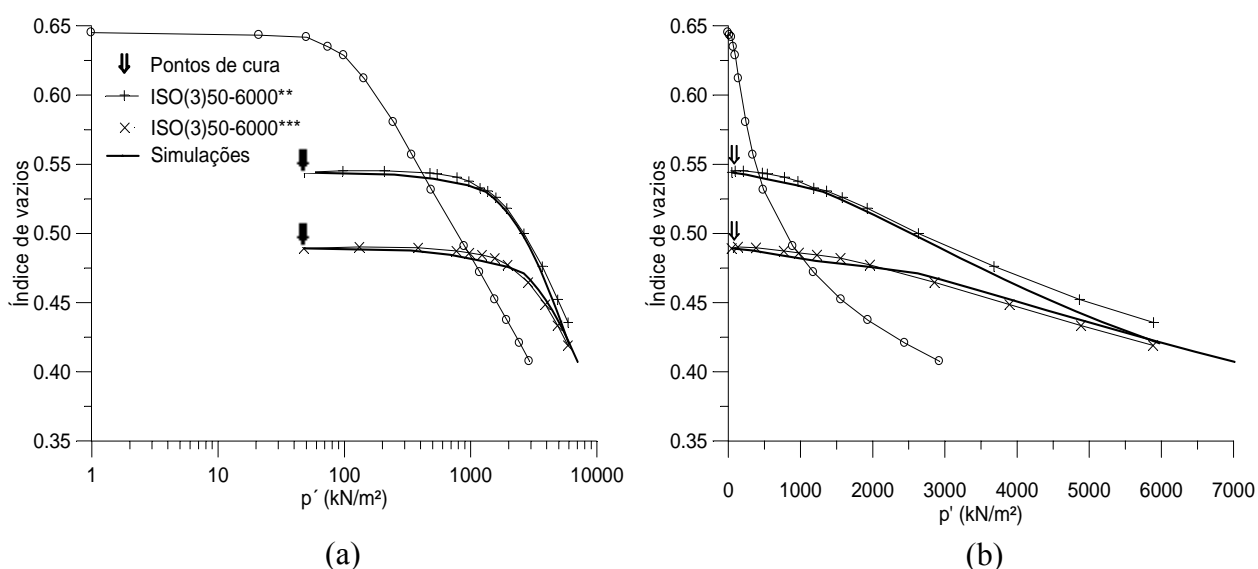 0.65
0.60
0.55
0.50
0.45
0.40
0.35
Índice de vazios
⇓ Pontos de cura
ISO(3)50-6000**
ISO(3)50-6000***
Simulações
1 10 100 1000 10000
p´ (kN/m²)
(a)
0.65
0.60
0.55
0.50
0.45
0.40
0.35
Índice de vazios
0 1000 2000 3000 4000 5000 6000 7000
p' (kN/m²)
(b)